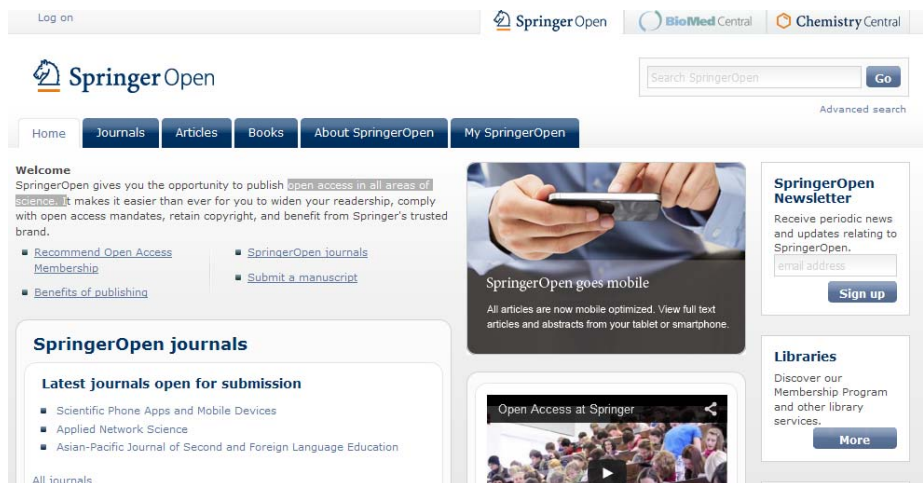 Log on
SpringerOpen
BioMed Central
Chemistry Central
SpringerOpen
Search SpringerOpen
Go
Advanced search
Home
Journals
Articles
Books
About SpringerOpen
My SpringerOpen
Welcome
SpringerOpen gives you the opportunity to publish open access in all areas of
science. It makes it easier than ever for you to widen your readership, comply
with open access mandates, retain copyright, and benefit from Springer's trusted
brand.
Recommend Open Access
Membership
Benefits of publishing
SpringerOpen journals
Submit a manuscript
SpringerOpen journals
Latest journals open for submission
Scientific Phone Apps and Mobile Devices
Applied Network Science
Asian-Pacific Journal of Second and Foreign Language Education
All journals
SpringerOpen goes mobile
All articles are now mobile optimized. View full text
articles and abstracts from your tablet or smartphone.
Open Access at Springer
SpringerOpen
Newsletter
Receive periodic news
and updates relating to
SpringerOpen.
email address
Sign up
Libraries
Discover our
Membership Program
and other library
services.
More